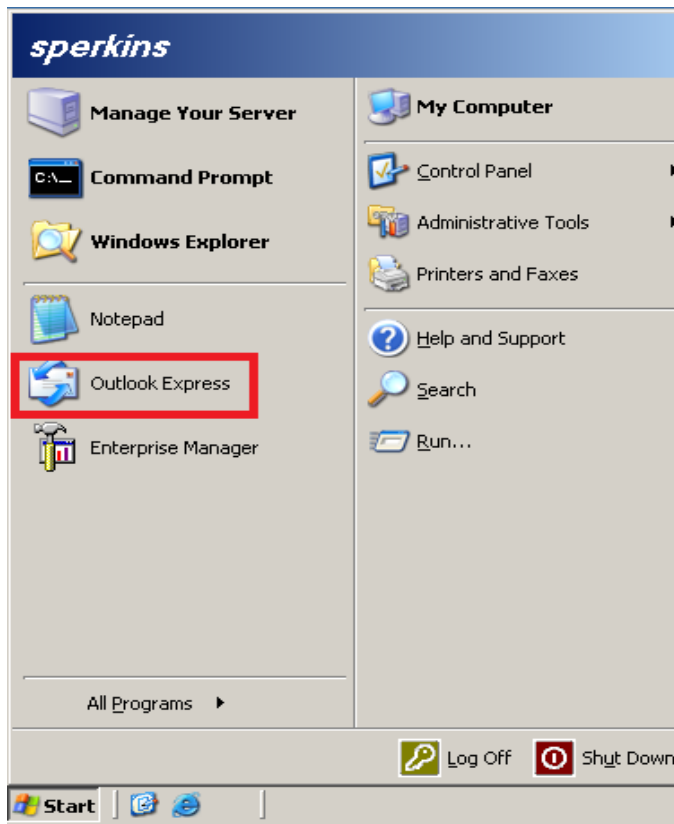 sperkins
Manage Your Server
Command Prompt
Windows Explorer
Notepad
Outlook Express
Enterprise Manager
All Programs
My Computer
Control Panel
Administrative Tools
Printers and Faxes
Help and Support
Search
Run...
Log Off
Shut Down
Start